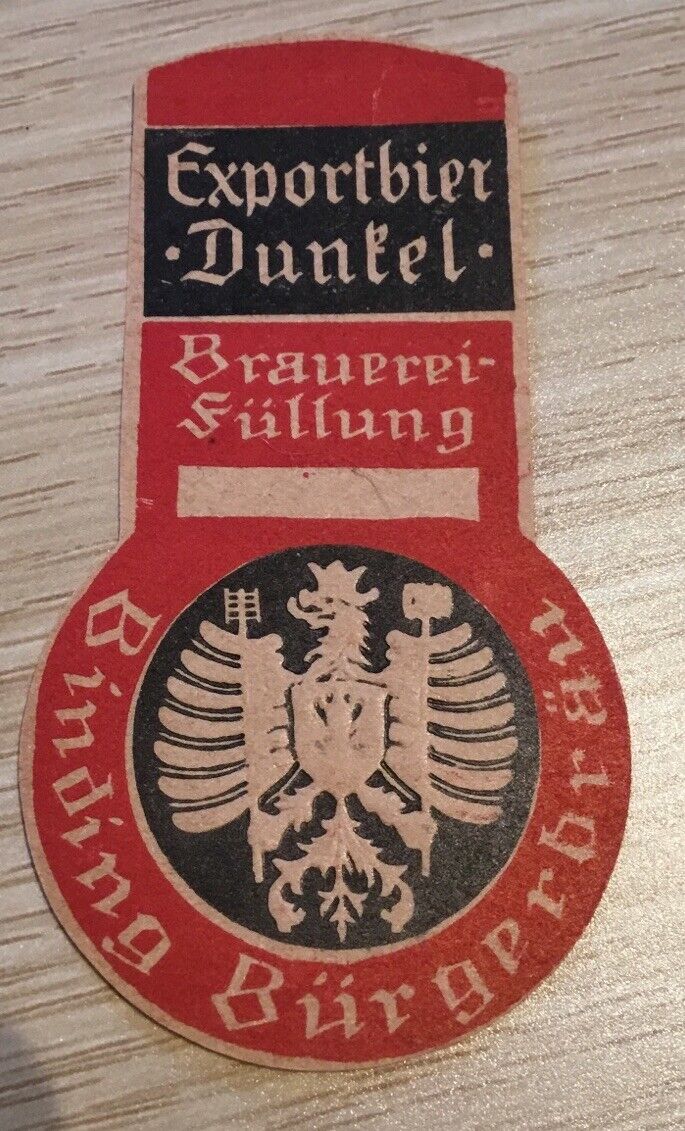 Exportbier
·Dunkel·
Brauerei-
Füllung
Binding Bürgerbräu